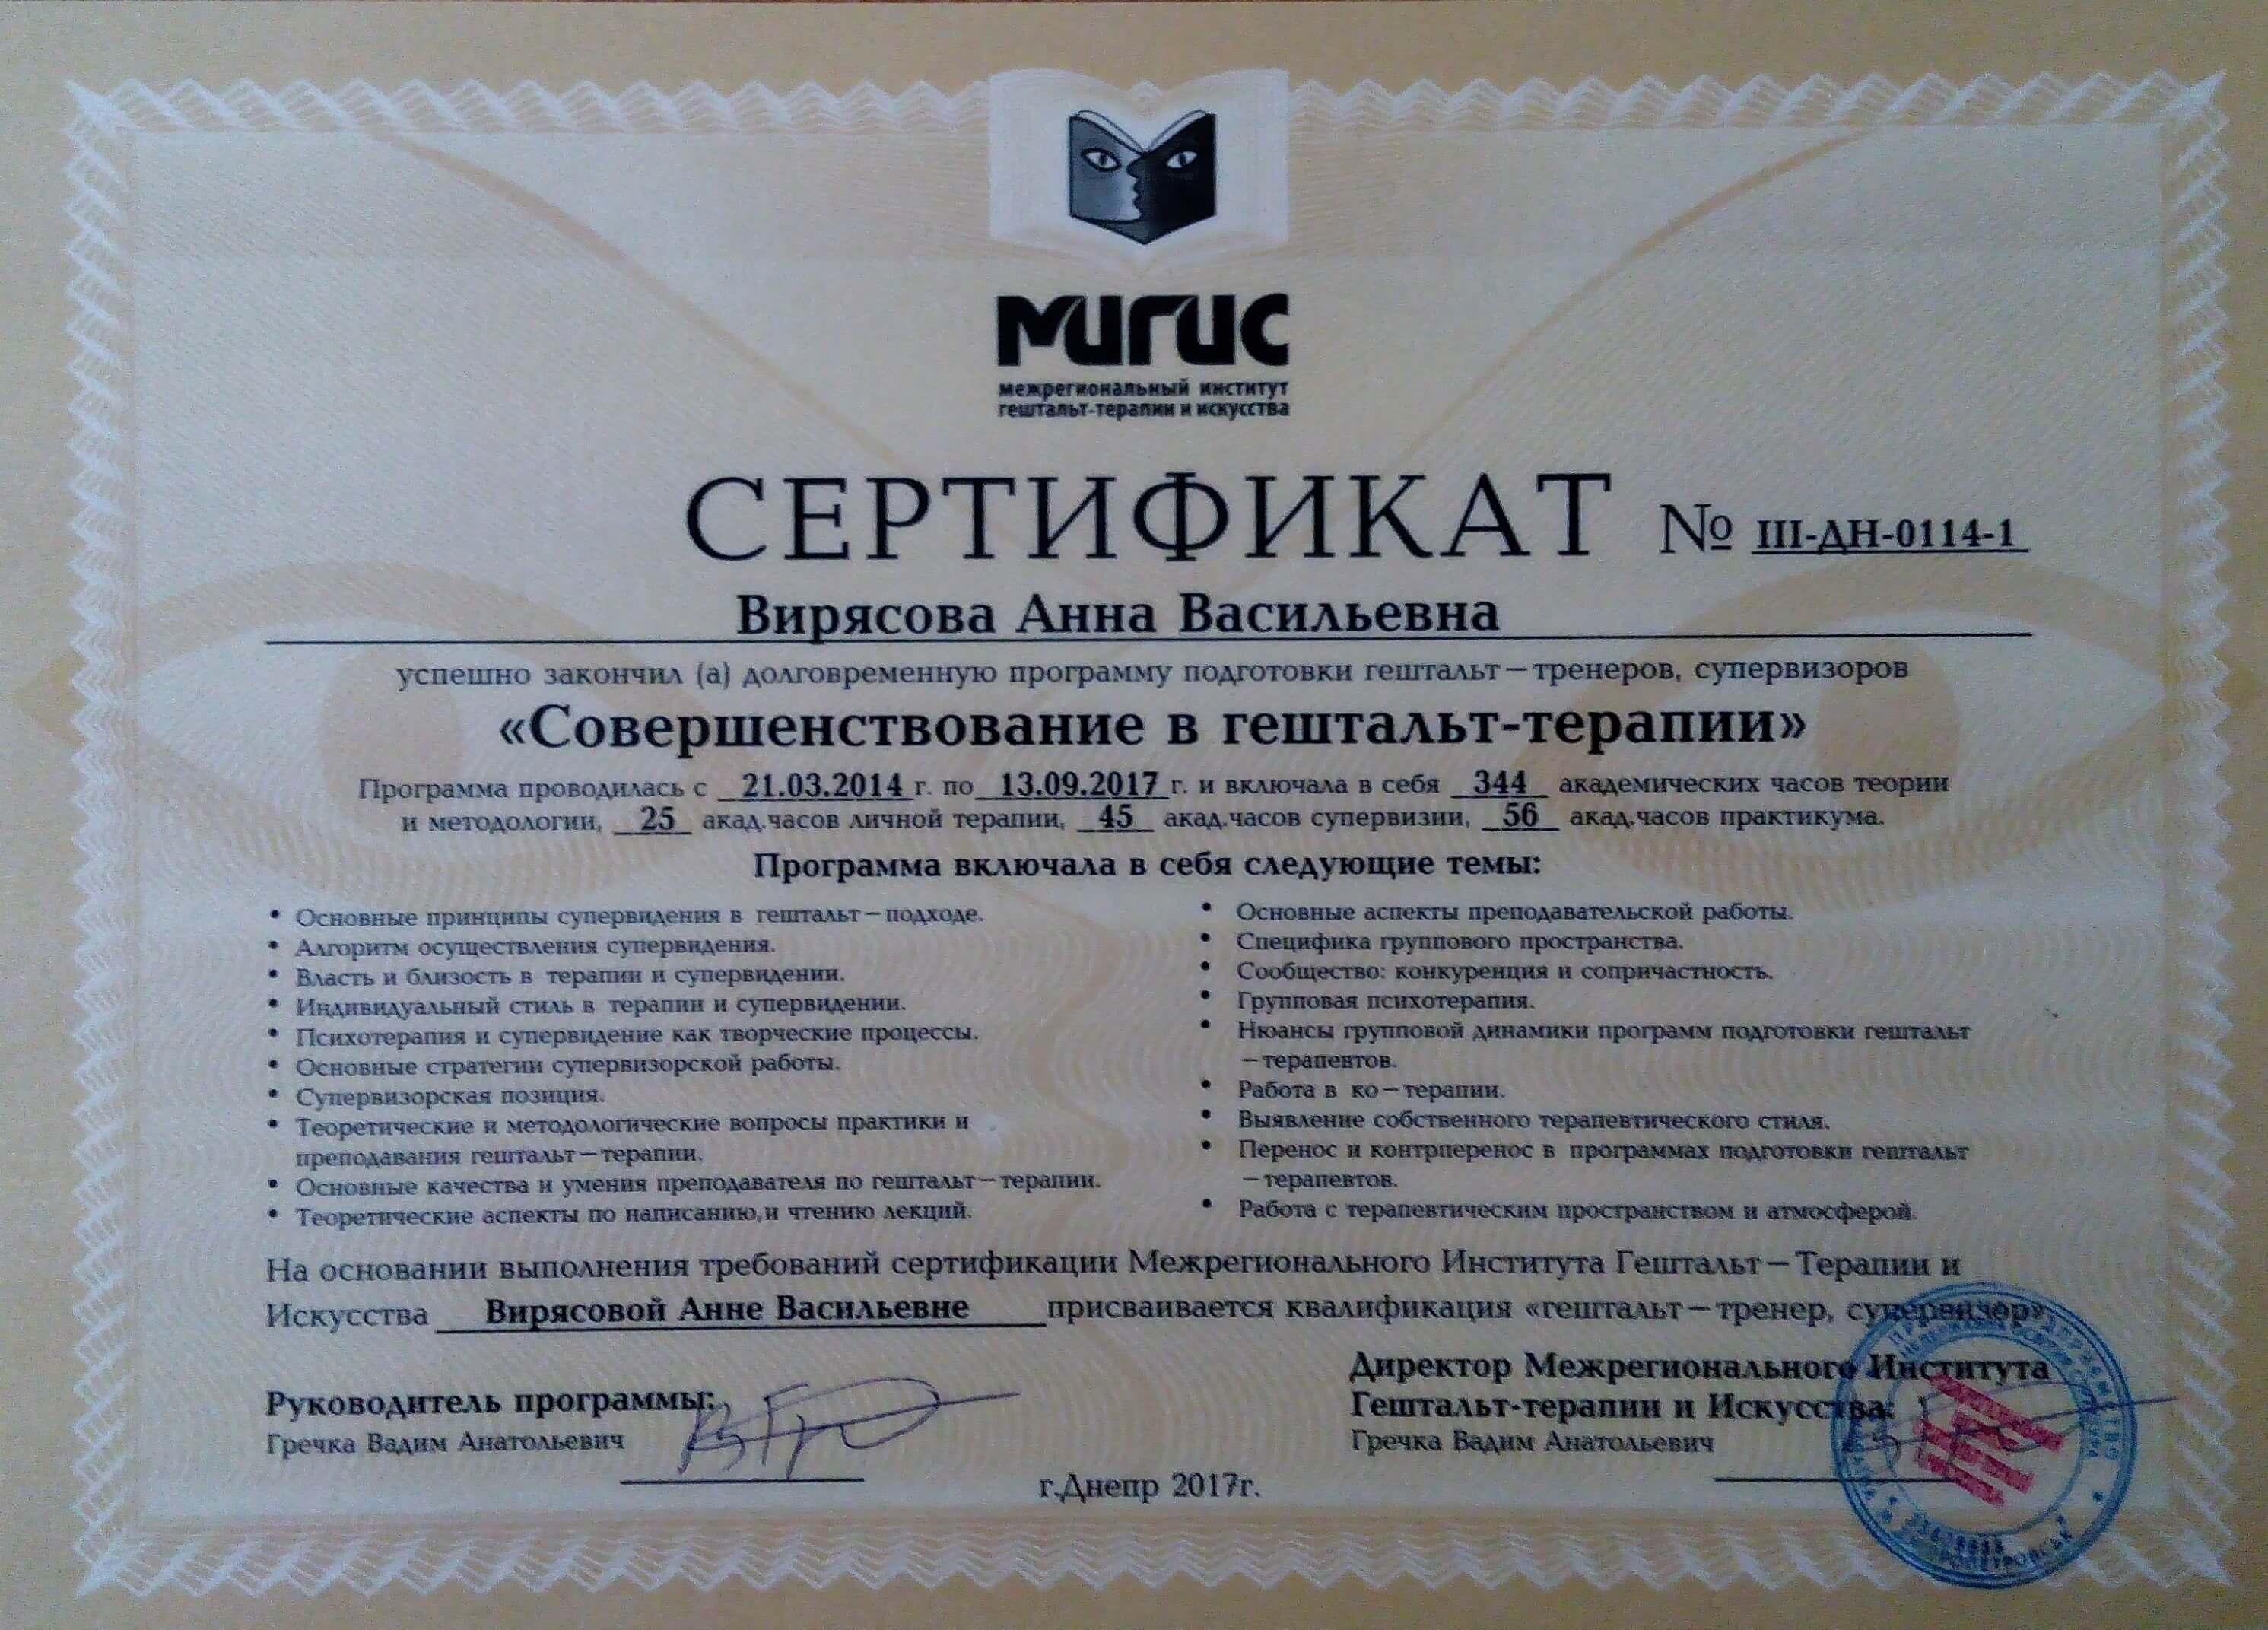 МИГИС
межрегиональный институт
гештальт-терапии и искусства
СЕРТИФИКАТ № III-ДН-0114-1
Вирясова Анна Васильевна
успешно закончил (а) долговременную программу подготовки гештальт–тренеров, супервизоров
«Совершенствование в гештальт-терапии»
Программа проводилась с 21.03.2014 г. по 13.09.2017 г. и включала в себя 344 академических часов теории
и методологии, 25 акад.часов личной терапии, 45 акад.часов супервизии, 56 акад.часов практикума.
Программа включала в себя следующие темы:
• Основные принципы супервидения в гештальт–подходе.
• Алгоритм осуществления супервидения.
• Власть и близость в терапии и супервидении.
• Индивидуальный стиль в терапии и супервидении.
• Психотерапия и супервидение как творческие процессы.
• Основные стратегии супервизорской работы.
• Супервизорская позиция.
• Теоретические и методологические вопросы практики и
преподавания гештальт–терапии.
• Основные качества и умения преподавателя по гештальт–терапии.
• Теоретические аспекты по написанию и чтению лекций.
• Основные аспекты преподавательской работы.
• Специфика группового пространства.
• Сообщество: конкуренция и сопричастность.
• Групповая психотерапия.
• Нюансы групповой динамики программ подготовки гештальт
–терапевтов.
• Работа в ко–терапии.
• Выявление собственного терапевтического стиля.
• Перенос и контрперенос в программах подготовки гештальт
–терапевтов.
• Работа с терапевтическим пространством и атмосферой.
На основании выполнения требований сертификации Межрегионального Института Гештальт–Терапии и
Искусства Вирясовой Анне Васильевне присваивается квалификация «гештальт–тренер, супервизор»
Руководитель программы:
Гречка Вадим Анатольевич
Директор Межрегионального Института
Гештальт-терапии и Искусства:
Гречка Вадим Анатольевич
г.Днепр 2017г.